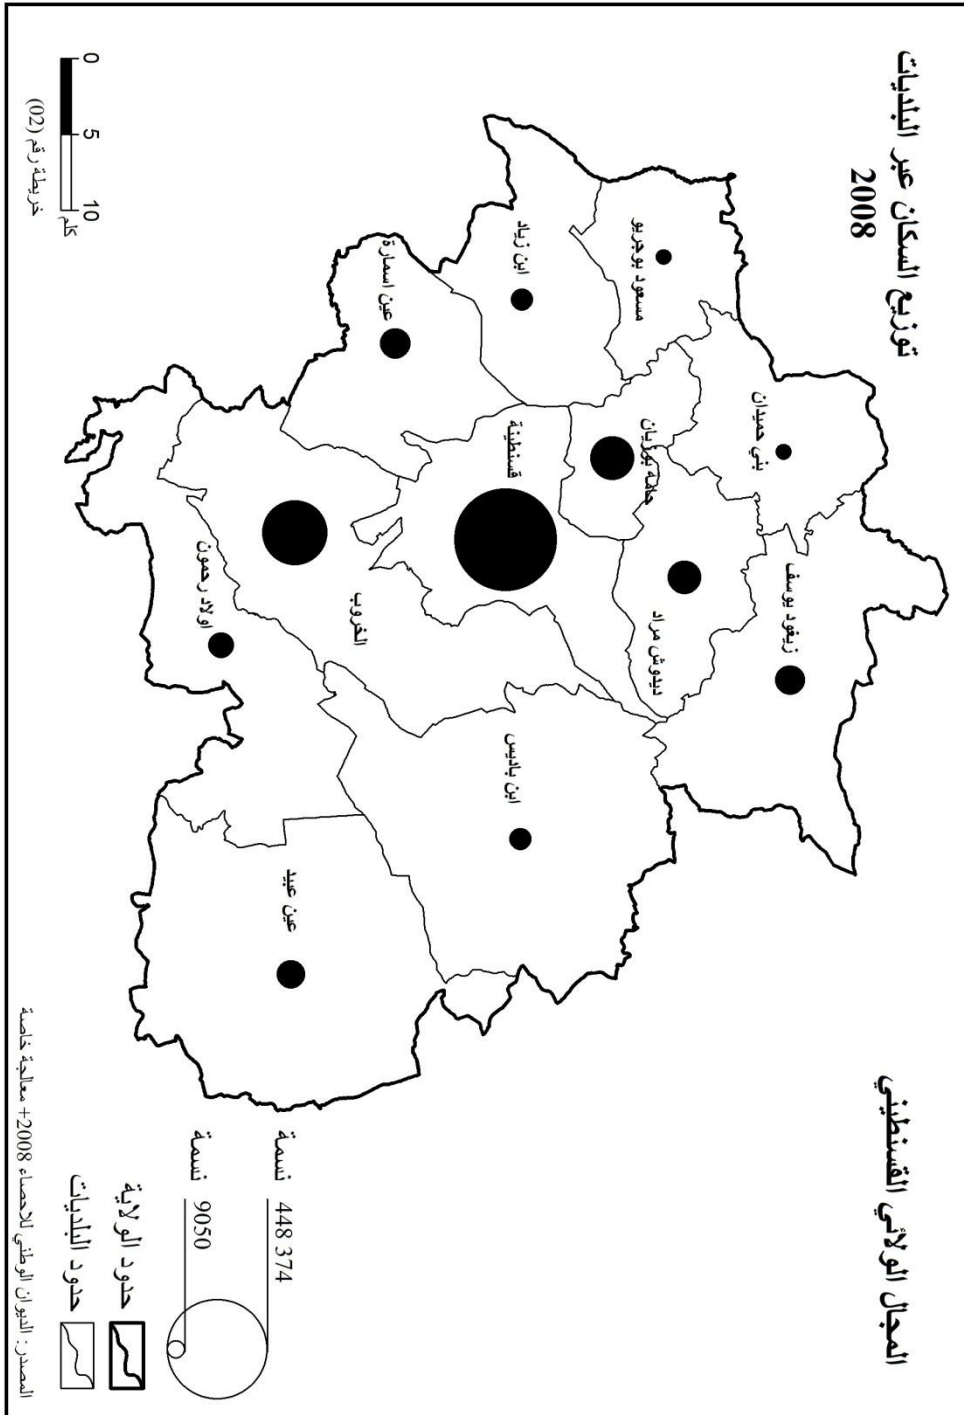 المجال الولائي القسنطيني
توزيع السكان عبر البلديات
2008
زيغود يوسف
بني حميدان
ديدوش مراد
حامة بوزيان
مسعود بوجريو
ابن زياد
ابن باديس
قسنطينة
الخروب
عين اسمارة
عين عبيد
اولاد رحمون
448 374 نسمة
9050 نسمة
حدود الولاية
حدود البلديات
0 5 10
كلم
خريطة رقم (02)
المصدر: الديوان الوطني للاحصاء 2008+ معالجة خاصة